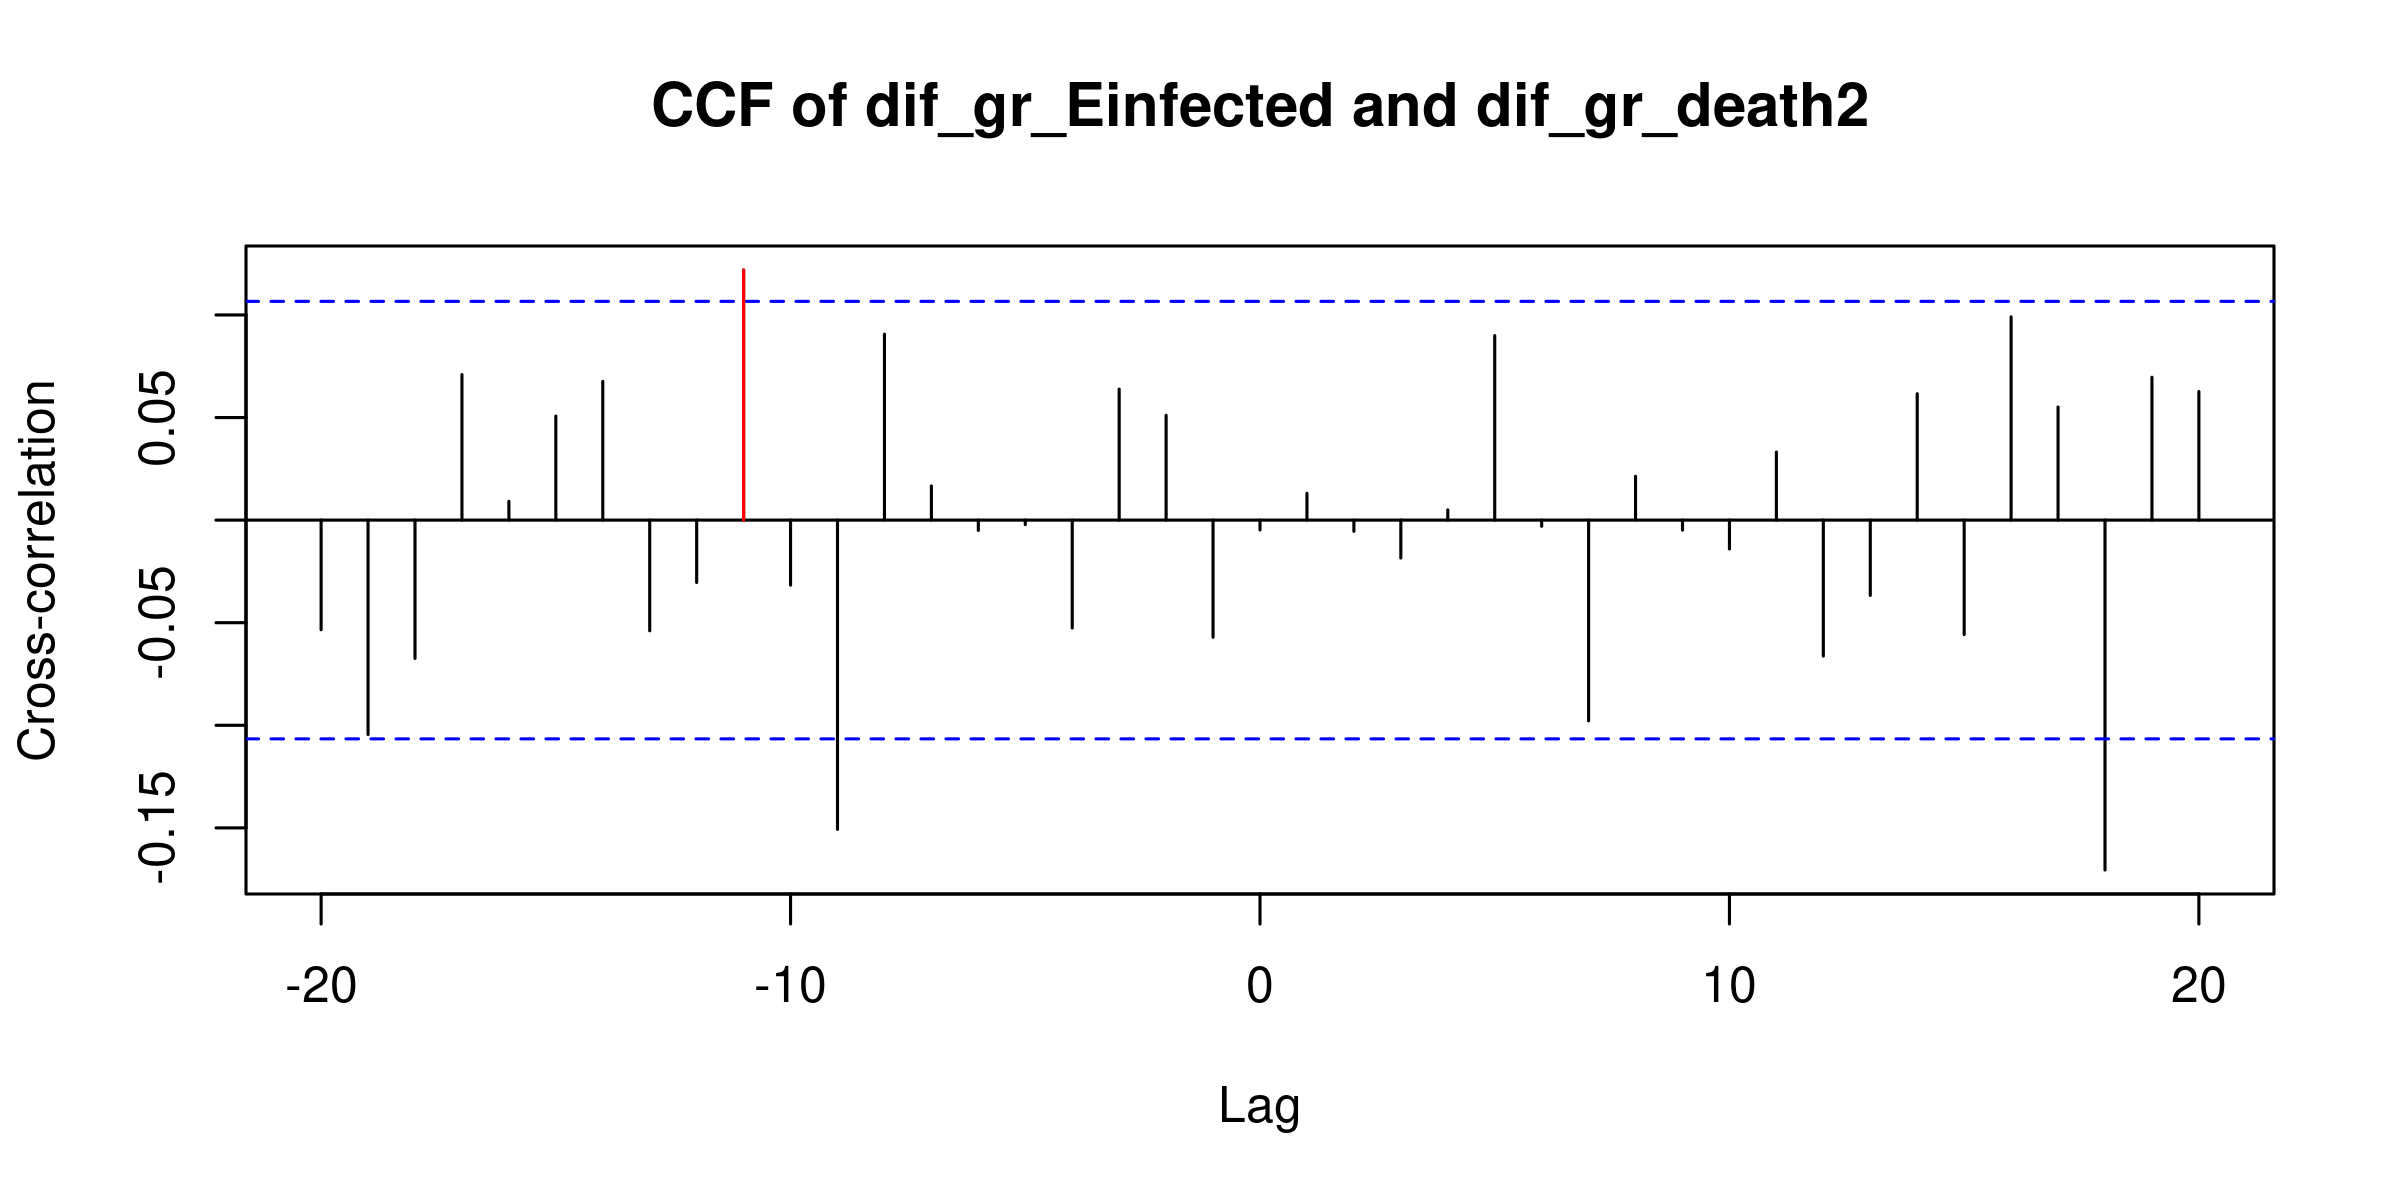 CCF of dif_gr_Einfected and dif_gr_death2
Cross-correlation
0.05
-0.05
-0.15
-20 -10 0 10 20
Lag